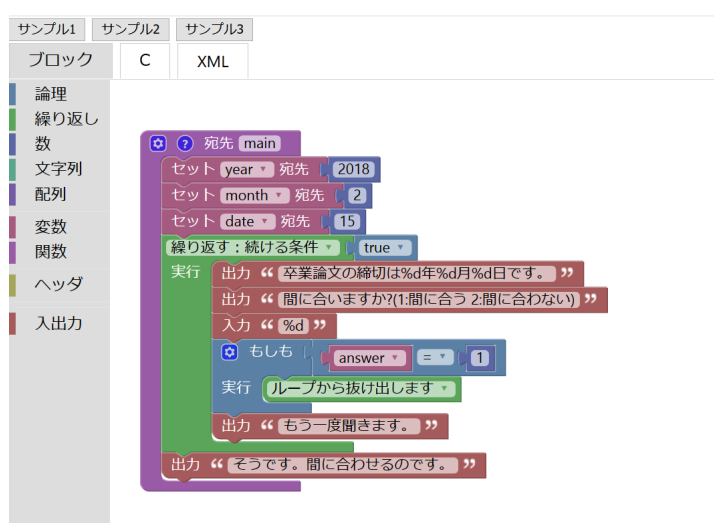 サンプル1 サンプル2 サンプル3
ブロック C XML
論理
繰り返し
数
文字列
配列
変数
関数
ヘッダ
入出力
? 宛先 main
セット year 宛先 2018
セット month 宛先 2
セット date 宛先 15
繰り返す：続ける条件 true
実行 出力 “ 卒業論文の締切は%d年%d月%d日です。 ”
出力 “ 間に合いますか?(1:間に合う 2:間に合わない) ”
入力 “ %d ”
もしも answer = 1
実行 ループから抜け出します
出力 “ もう一度聞きます。 ”
出力 “ そうです。間に合わせるのです。 ”